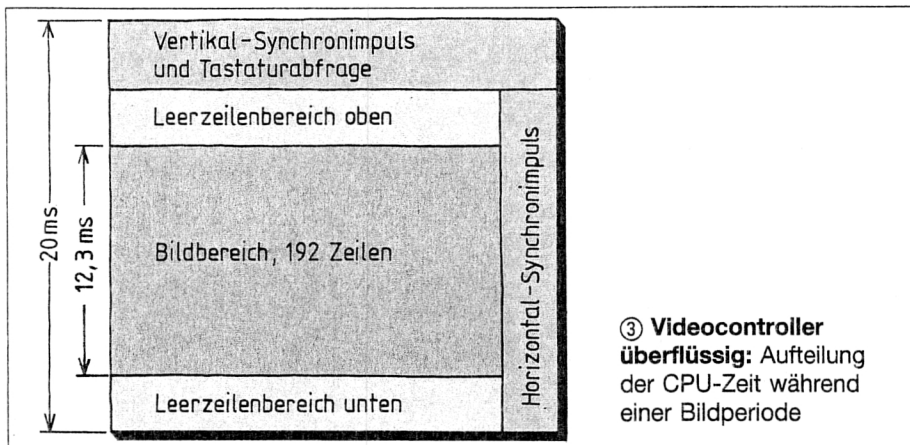 Vertikal-Synchronimpuls
und Tastaturabfrage
Leerzeilenbereich oben
20 ms
12,3 ms
Bildbereich, 192 Zeilen
Horizontal-Synchronimpuls
Leerzeilenbereich unten
③ Videocontroller
überflüssig: Aufteilung
der CPU-Zeit während
einer Bildperiode